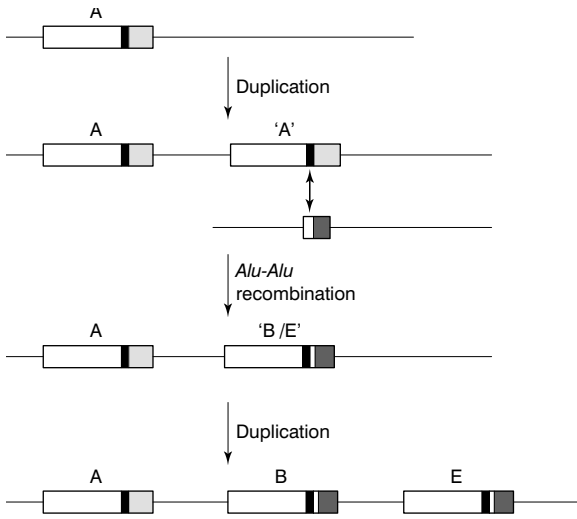 A
Duplication
A ‘A’
Alu-Alu
recombination
A ‘B /E’
Duplication
A B E